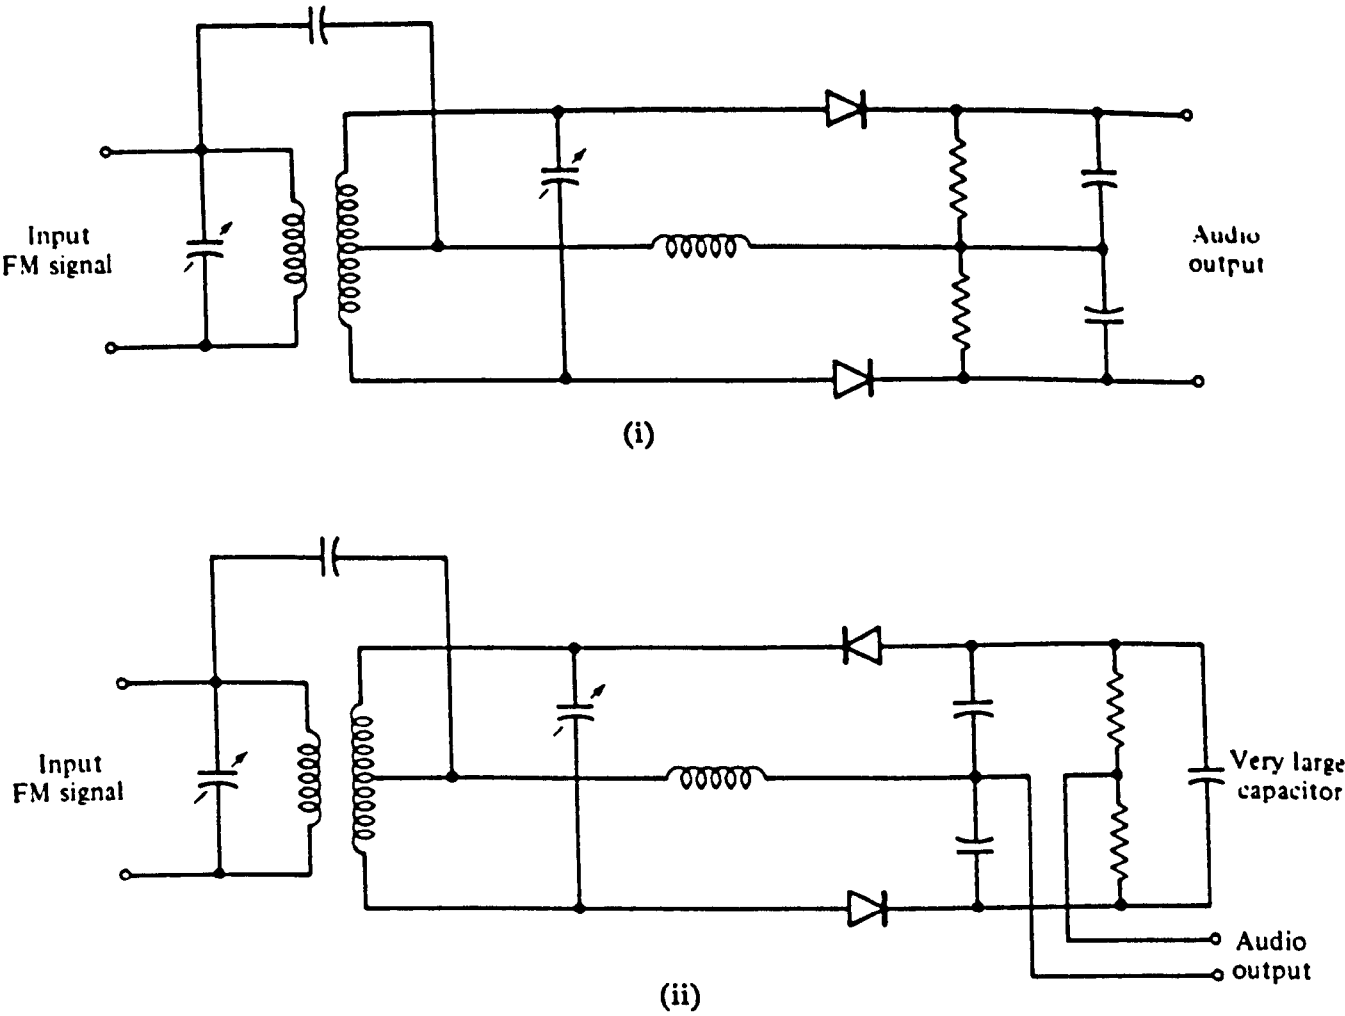 Input
FM signal
Audio
output
(i)
Input
FM signal
Very large
capacitor
Audio
output
(ii)